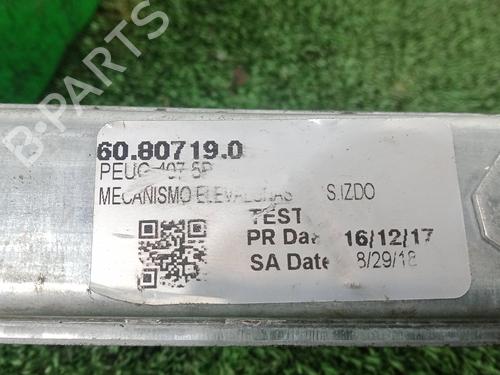 B-PARTS
60.80719.0
PEUG 407 5P
MECANISMO ELEVALUNAS S.IZDO
TEST
PR Da 16/12/17
SA Date 8/29/18